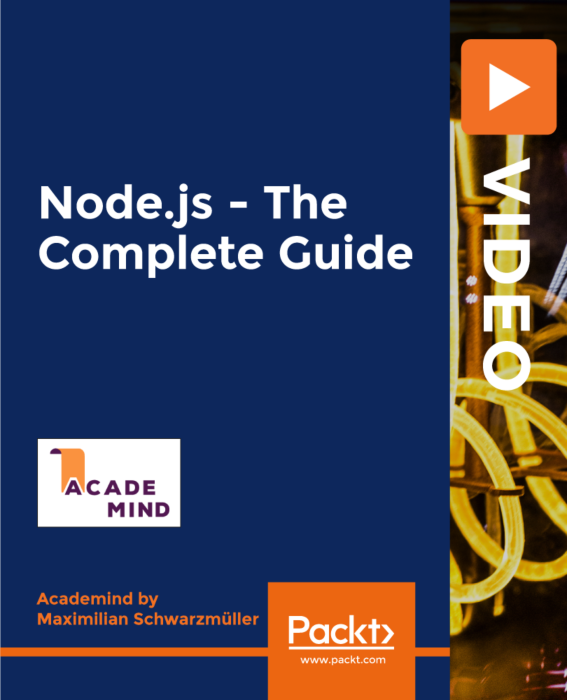 Node.js - The
Complete Guide
VIDEO
ACADE
MIND
Academind by
Maximilian Schwarzmüller
Packt>
www.packt.com